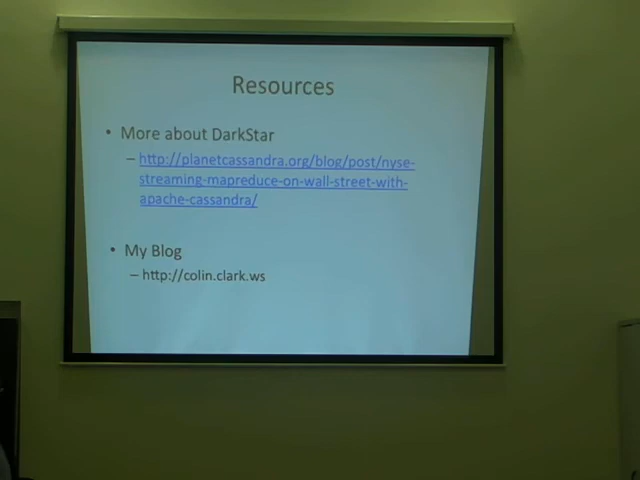 Resources
• More about DarkStar
– http://planetcassandra.org/blog/post/nyse-
streaming-mapreduce-on-wall-street-with-
apache-cassandra/
• My Blog
– http://colin.clark.ws